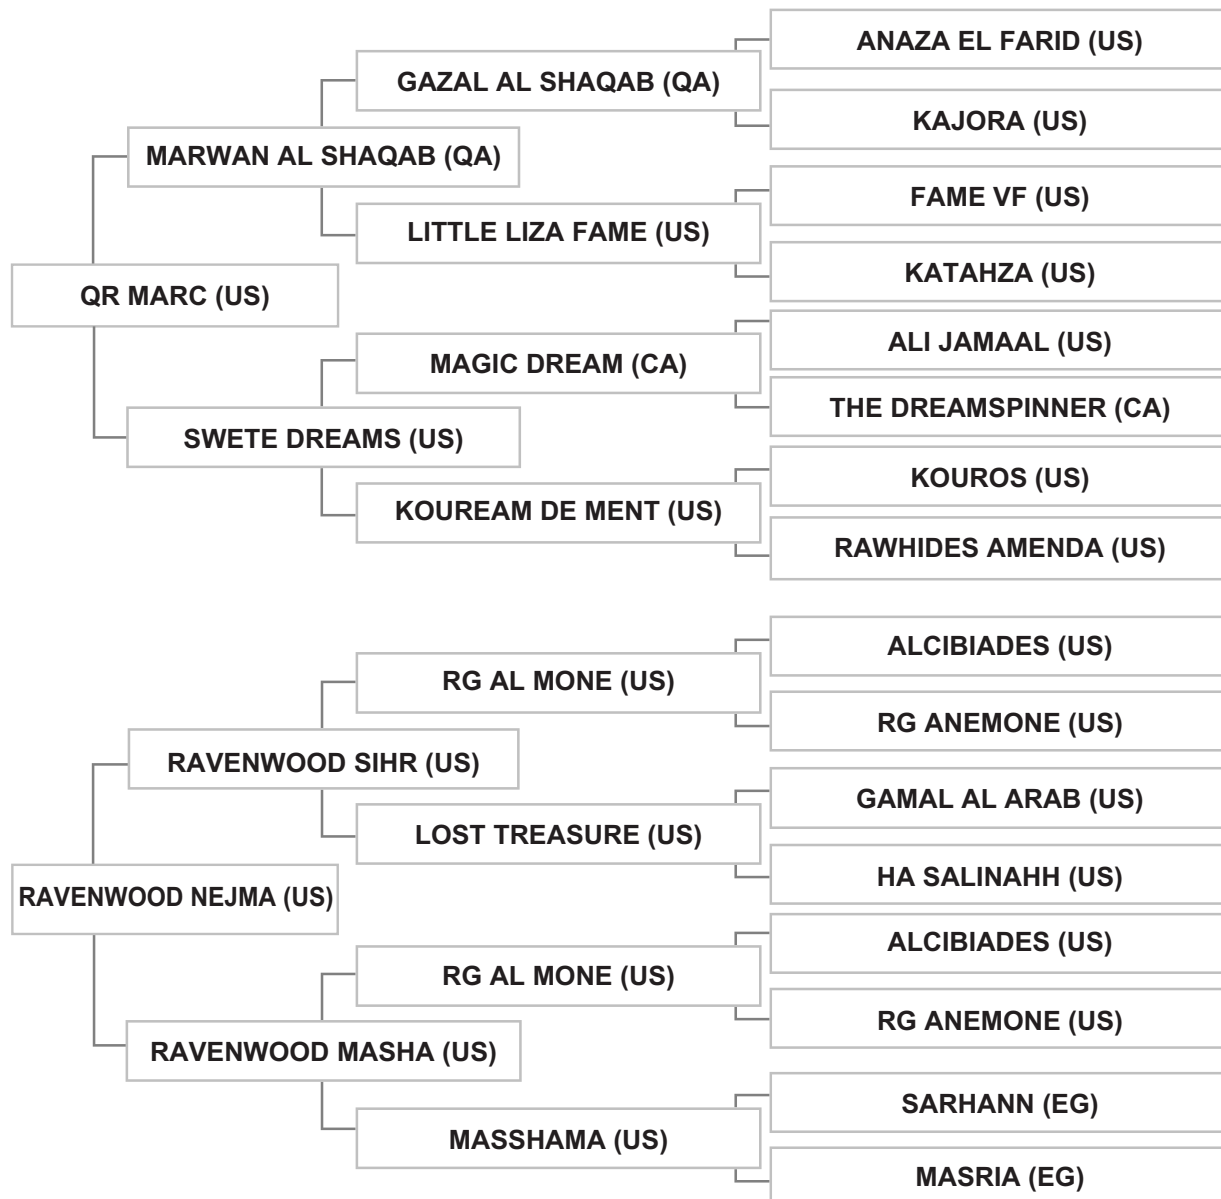 ANAZA EL FARID (US)
GAZAL AL SHAQAB (QA)
KAJORA (US)
MARWAN AL SHAQAB (QA)
FAME VF (US)
LITTLE LIZA FAME (US)
KATAHZA (US)
QR MARC (US)
ALI JAMAAL (US)
MAGIC DREAM (CA)
THE DREAMSPINNER (CA)
SWETE DREAMS (US)
KOUROS (US)
KOUREAM DE MENT (US)
RAWHIDES AMENDA (US)
ALCIBIADES (US)
RG AL MONE (US)
RG ANEMONE (US)
RAVENWOOD SIHR (US)
GAMAL AL ARAB (US)
LOST TREASURE (US)
HA SALINAHH (US)
RAVENWOOD NEJMA (US)
ALCIBIADES (US)
RG AL MONE (US)
RG ANEMONE (US)
RAVENWOOD MASHA (US)
SARHANN (EG)
MASSHAMA (US)
MASRIA (EG)